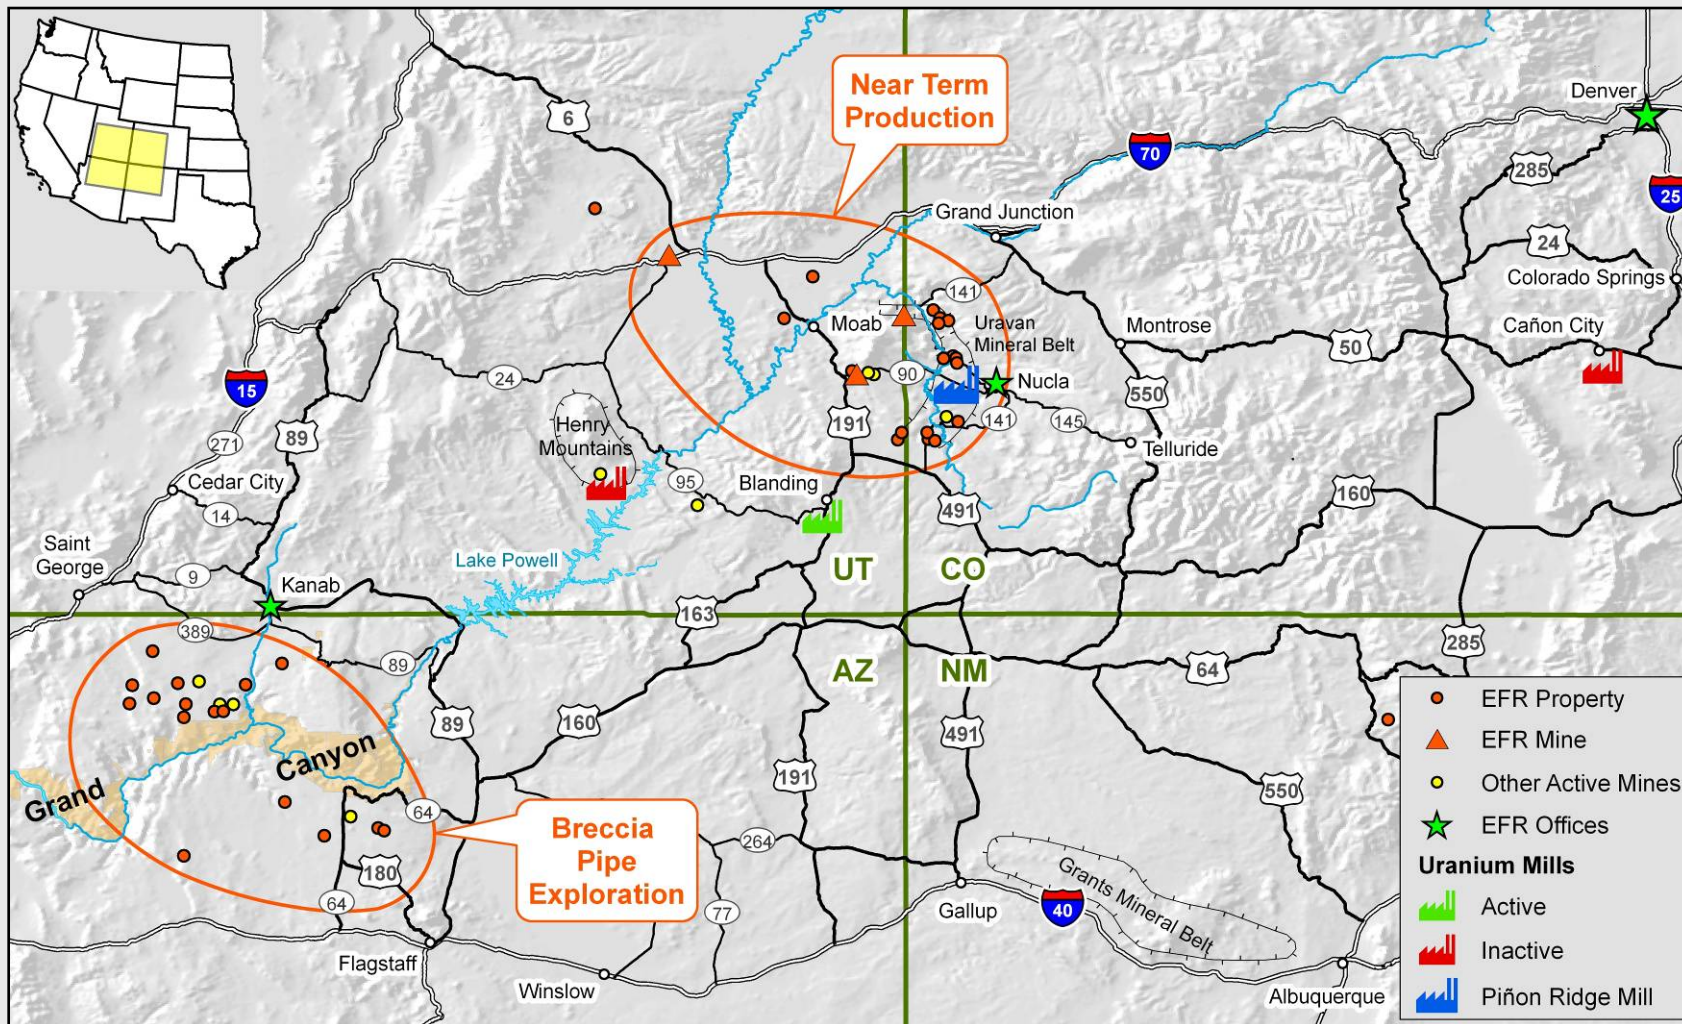 Near Term
Production
Denver
6
70
285
25
Grand Junction
24
Colorado Springs
141
Moab
Uravan
Mineral Belt
Montrose
Cañon City
50
15
24
90
Nucla
550
271
89
Henry
Mountains
191
141
145
Telluride
Cedar City
95
Blanding
160
14
491
Saint
George
Lake Powell
UT
CO
9
Kanab
163
389
285
89
AZ
NM
64
89
160
491
Grand
Canyon
191
550
64
Breccia
Pipe
Exploration
264
180
Grants Mineral Belt
64
77
Gallup
40
Flagstaff
Winslow
Albuquerque
EFR Property
EFR Mine
Other Active Mines
EFR Offices
Uranium Mills
Active
Inactive
Piñon Ridge Mill